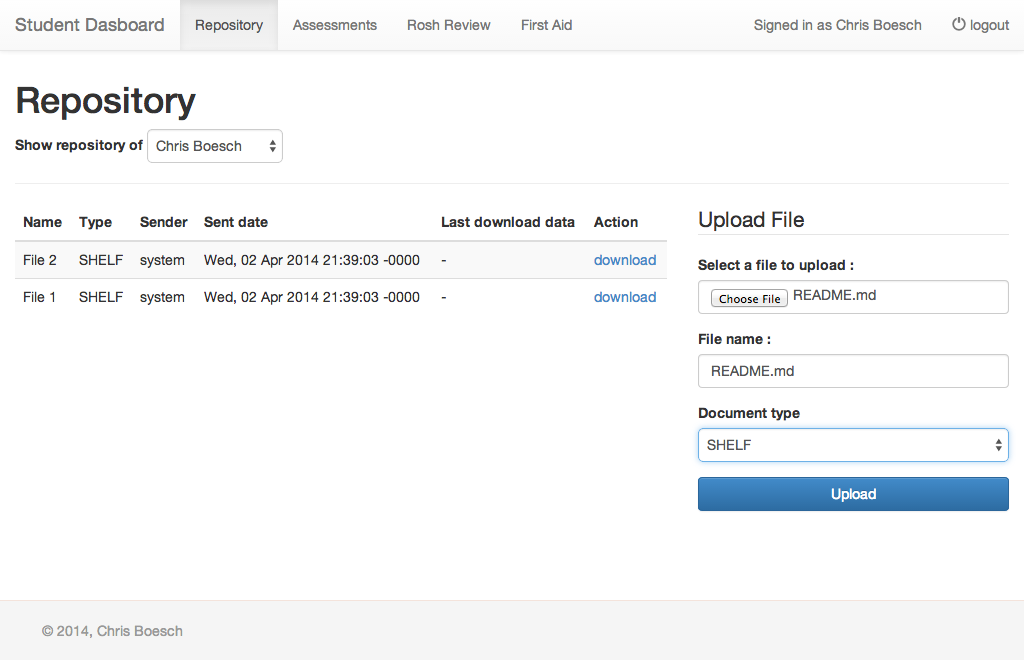 Student Dasboard Repository Assessments Rosh Review First Aid Signed in as Chris Boesch logout
Repository
Show repository of Chris Boesch
Name Type Sender Sent date Last download data Action
File 2 SHELF system Wed, 02 Apr 2014 21:39:03 -0000 - download
File 1 SHELF system Wed, 02 Apr 2014 21:39:03 -0000 - download
Upload File
Select a file to upload :
Choose File README.md
File name :
README.md
Document type
SHELF
Upload
© 2014, Chris Boesch